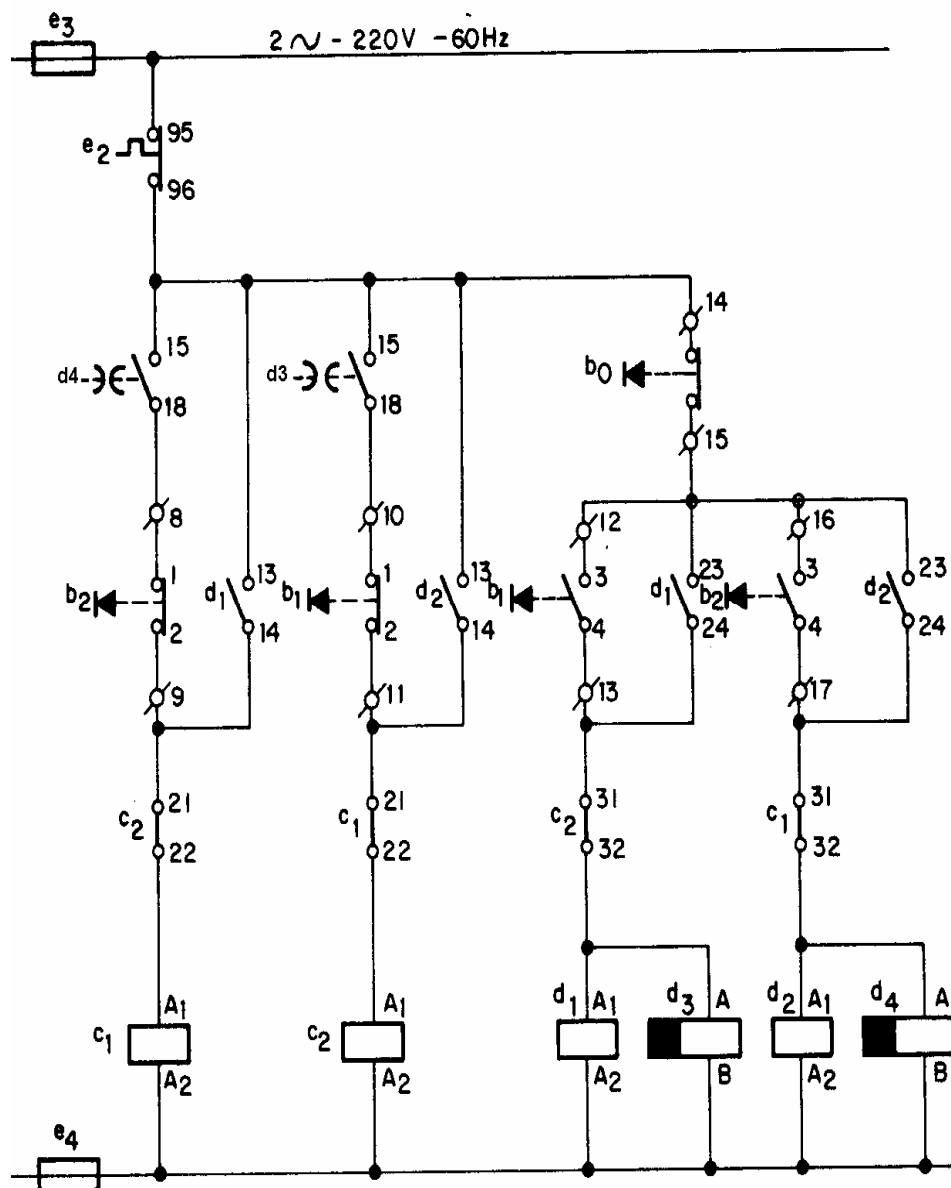 e3
2 ∿ - 220V - 60Hz
e2
95
96
14
15
15
d4
d3
b0
18
18
15
8
10
12
16
1
13
1
13
3
23
3
23
b2
d1
b1
d2
b1
d1
b2
d2
2
14
2
14
4
24
4
24
9
11
13
17
21
21
31
31
c2
c1
c2
c1
22
22
32
32
A1
A1
d1
A1
d3
A
d2
A1
d4
A
c1
c2
A2
A2
A2
B
A2
B
e4